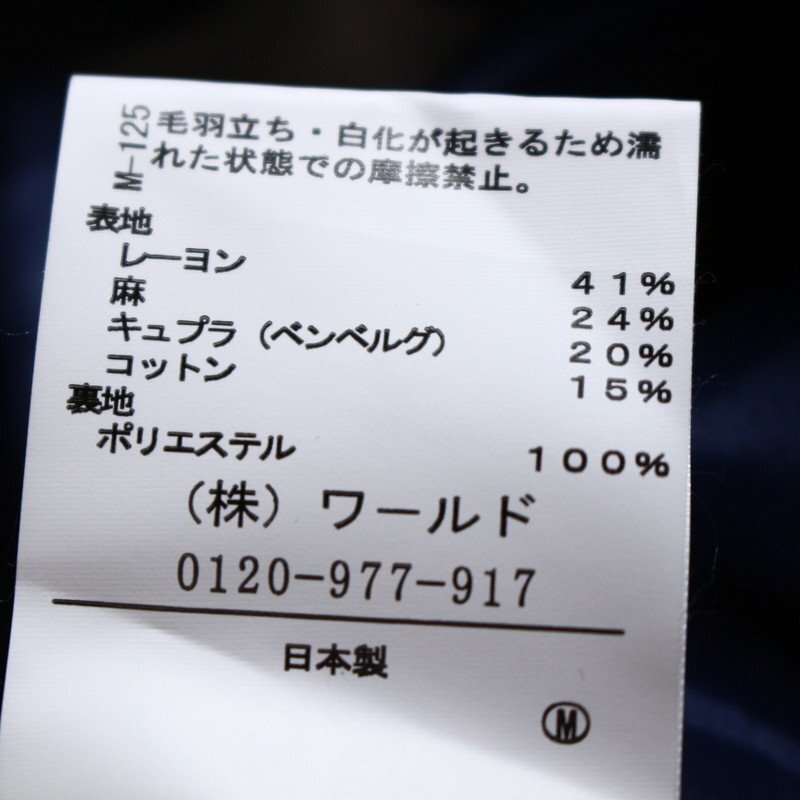 M-125
毛羽立ち・白化が起きるため濡
れた状態での摩擦禁止。
表地
レーヨン 41%
麻 24%
キュプラ(ベンベルグ) 20%
コットン 15%
裏地
ポリエステル 100%
(株) ワールド
0120-977-917
日本製
M